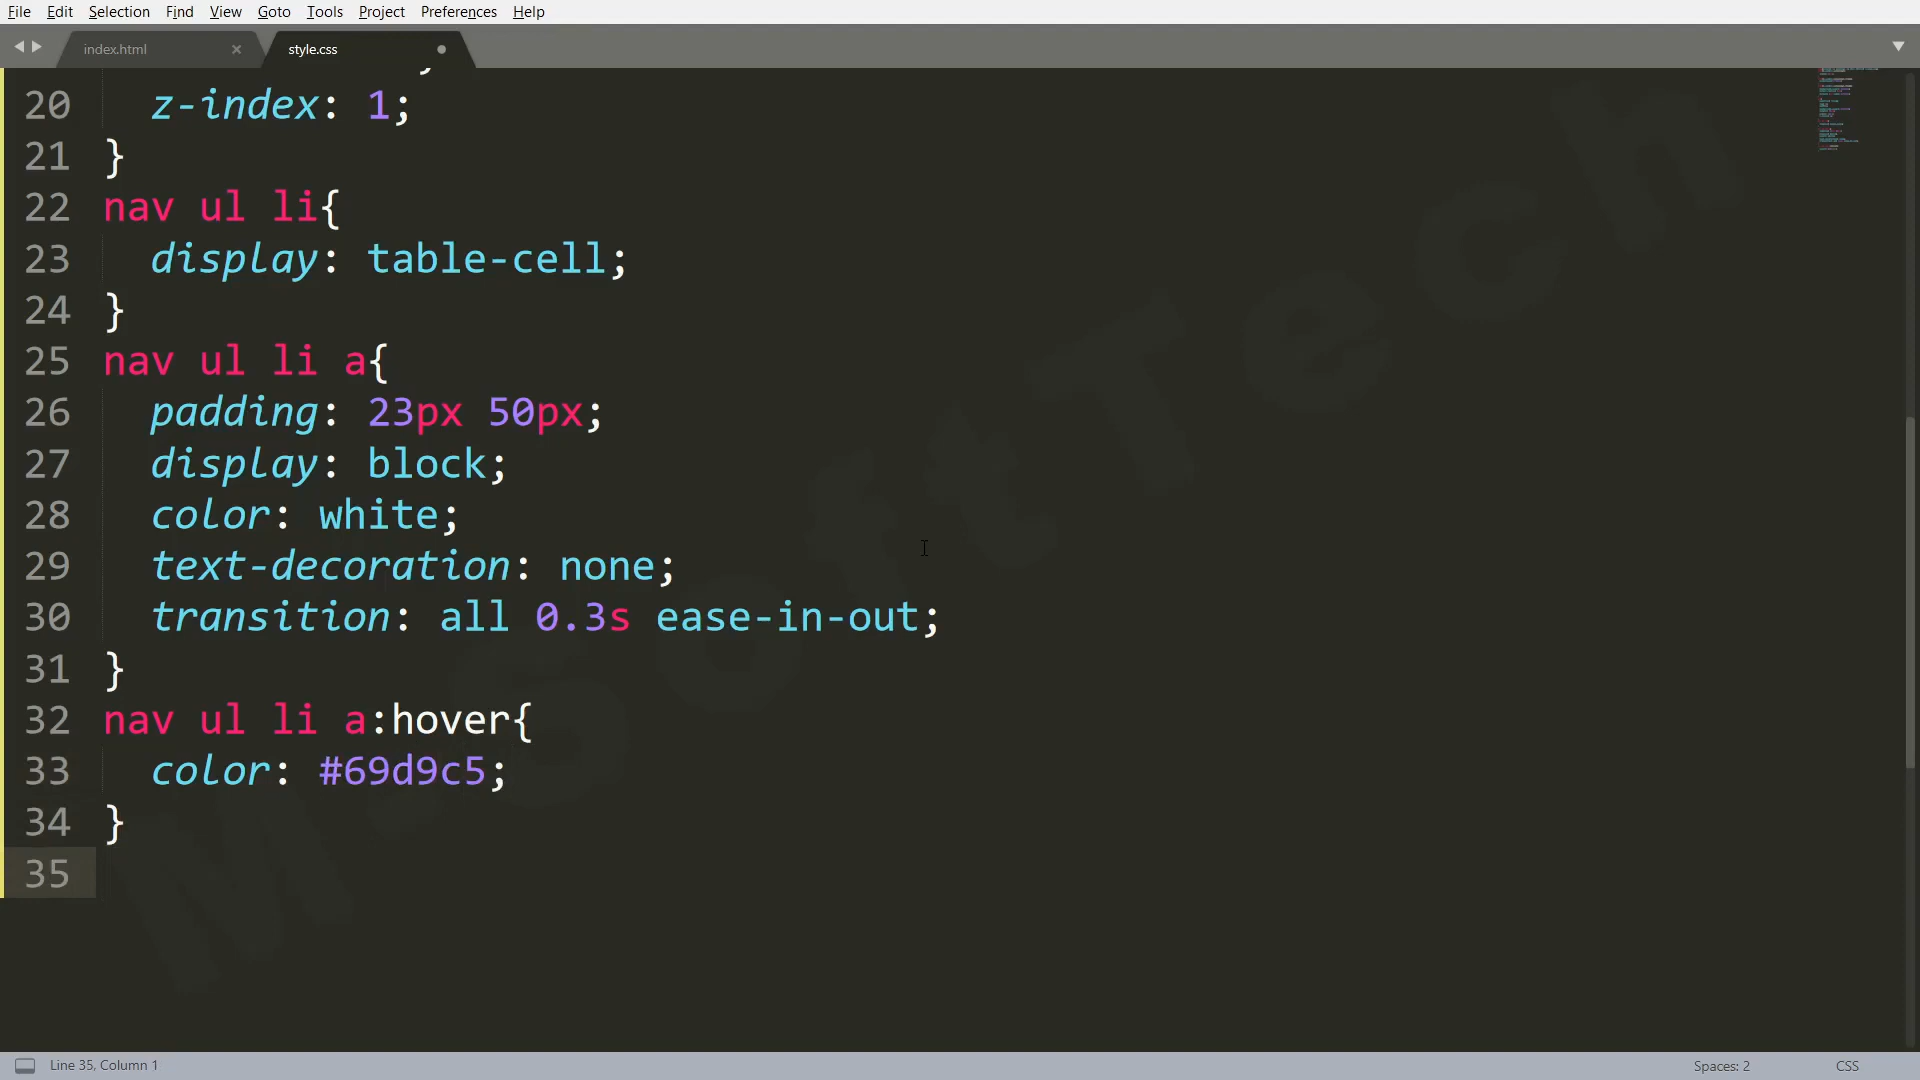 File Edit Selection Find View Goto Tools Project Preferences Help
index.html × style.css
20 z-index: 1;
21 }
22 nav ul li{
23 display: table-cell;
24 }
25 nav ul li a{
26 padding: 23px 50px;
27 display: block;
28 color: white;
29 text-decoration: none;
30 transition: all 0.3s ease-in-out;
31 }
32 nav ul li a:hover{
33 color: #69d9c5;
34 }
35
M-SoftTech
Line 35, Column 1 Spaces: 2 CSS